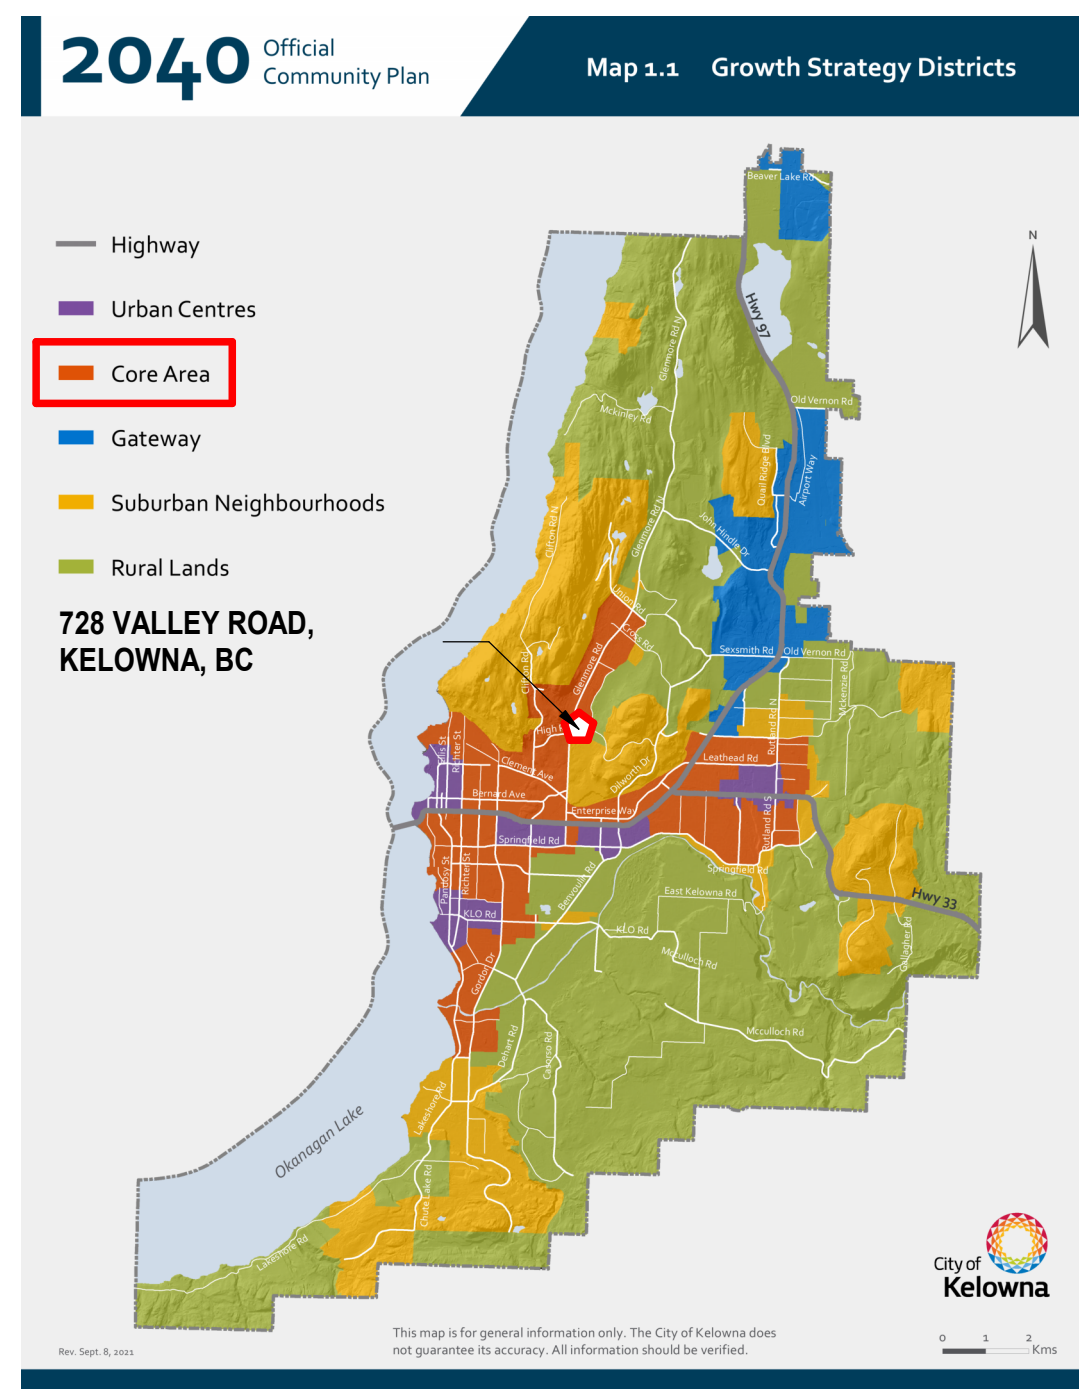 2040 Official
Community Plan
Map 1.1 Growth Strategy Districts
Highway
Urban Centres
Core Area
Gateway
Suburban Neighbourhoods
Rural Lands
728 VALLEY ROAD,
KELOWNA, BC
N
Beaver Lake Rd
Hwy 97
Glenmore Rd N
Old Vernon Rd
Mckinley Rd
Quail Ridge Blvd
Airport Way
Clifton Rd N
Glenmore Rd N
John Hindle Dr
Union Rd
Cross Rd
Sexsmith Rd
Old Vernon Rd
Clifton Rd
Glenmore Rd
Mckenzie Rd
Rutland Rd N
High
Ellis St
Richter St
Clement Ave
Dilworth Dr
Leathead Rd
Bernard Ave
Enterprise Way
Rutland Rd S
Springfield Rd
Springfield Rd
Pandosy St
Richter St
Benvoulin Rd
East Kelowna Rd
Hwy 33
KLO Rd
KLO Rd
Mcculloch Rd
Gallagher Rd
Gordon Dr
Mcculloch Rd
Dehart Rd
Casorso Rd
Lakeshore Rd
Okanagan Lake
Chute Lake Rd
Lakeshore Rd
City of
Kelowna
This map is for general information only. The City of Kelowna does
not guarantee its accuracy. All information should be verified.
Rev. Sept. 8, 2021
0 1 2
Kms